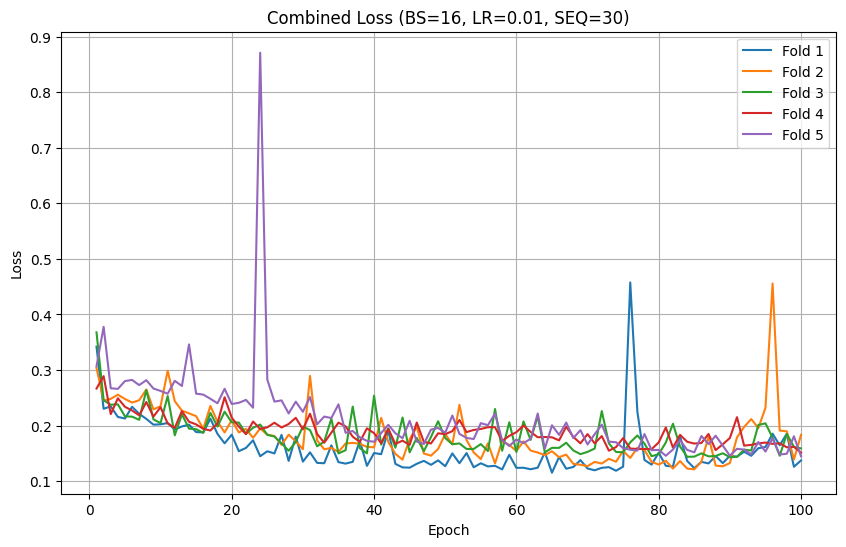 Combined Loss (BS=16, LR=0.01, SEQ=30)
Fold 1
Fold 2
Fold 3
Fold 4
Fold 5
Loss
0.9
0.8
0.7
0.6
0.5
0.4
0.3
0.2
0.1
0
20
40
60
80
100
Epoch